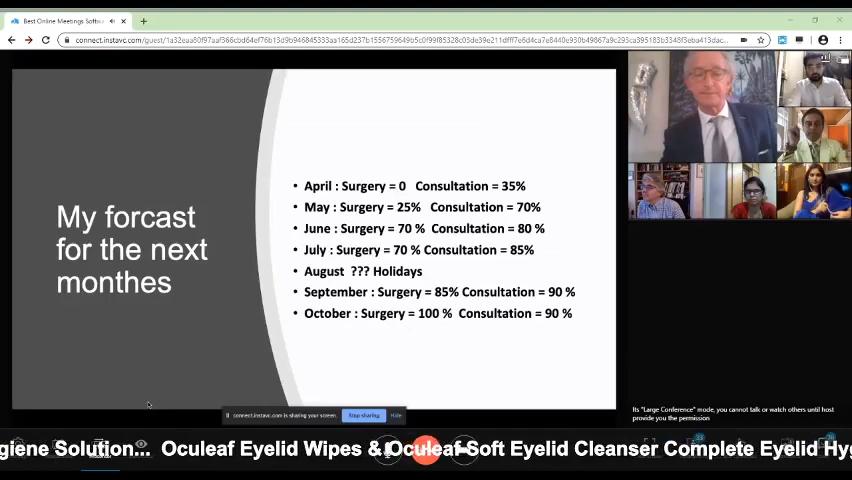 Best Online Meetings Softwa
connect.instavc.com
My forcast
for the next
monthes
• April : Surgery = 0 Consultation = 35%
• May : Surgery = 25% Consultation = 70%
• June : Surgery = 70 % Consultation = 80 %
• July : Surgery = 70 % Consultation = 85%
• August ??? Holidays
• September : Surgery = 85% Consultation = 90 %
• October : Surgery = 100 % Consultation = 90 %
connect.instavc.com is sharing your screen.
Stop sharing
Hide
Its "Large Conference" mode, you cannot talk or watch others until host
provide you the permission
giene Solution... Oculeaf Eyelid Wipes & Oculeaf-Soft Eyelid Cleanser Complete Eyelid Hyg